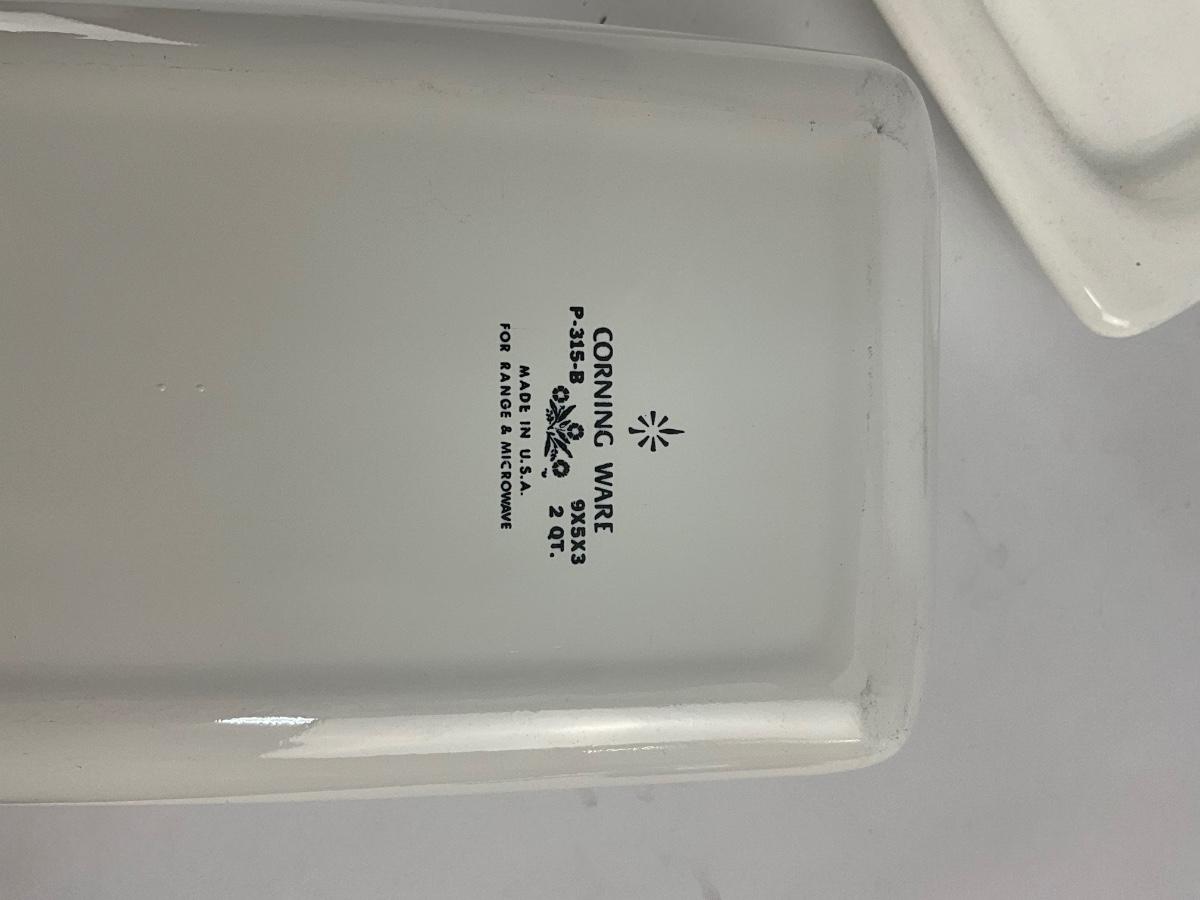 CORNING WARE
P-315-B 9X5X3
2 QT.
MADE IN U.S.A.
FOR RANGE & MICROWAVE